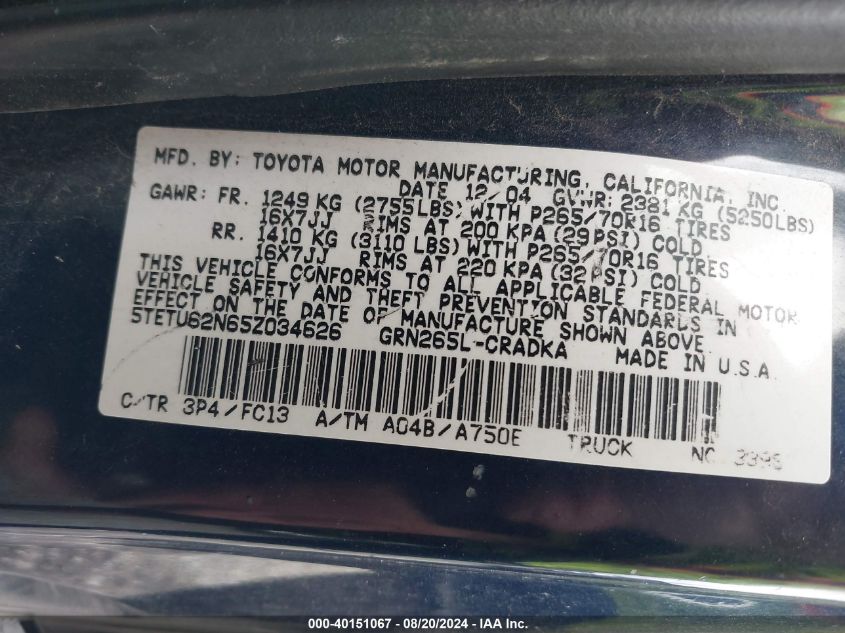 MFD. BY: TOYOTA MOTOR MANUFACTURING, CALIFORNIA, INC.
DATE 12 04 GVWR: 2381 KG (5250LBS)
GAWR: FR. 1249 KG (2755LBS) WITH P265/70R16 TIRES
16X7JJ RIMS AT 200 KPA (29PSI) COLD
RR. 1410 KG (3110 LBS) WITH P265/70R16 TIRES
16X7JJ RIMS AT 220 KPA (32PSI) COLD
THIS VEHICLE CONFORMS TO ALL APPLICABLE FEDERAL MOTOR
VEHICLE SAFETY AND THEFT PREVENTION STANDARDS IN
EFFECT ON THE DATE OF MANUFACTURE SHOWN ABOVE.
5TETU62N65Z034626 GRN265L-CRADKA MADE IN U.S.A.
C/TR 3P4/FC13 A/TM A04B/A750E TRUCK
000-40151067 - 08/20/2024 - IAA Inc.